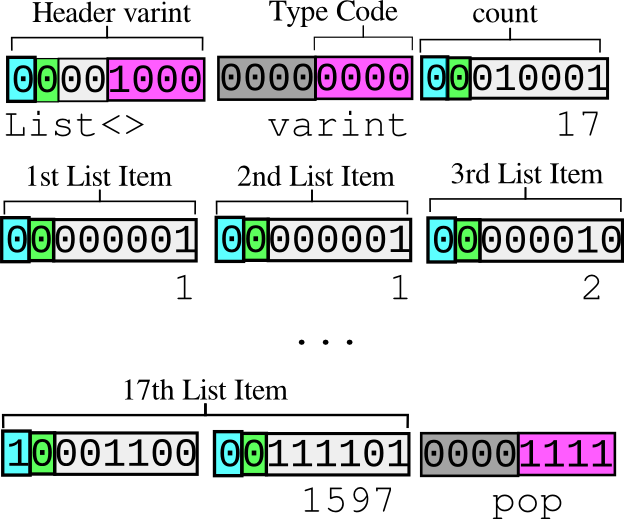 Header varint Type Code count
00001000 00000000 00010001
List<> varint 17
1st List Item 2nd List Item 3rd List Item
00000001 00000001 00000010
1 1 2
...
17th List Item
10001100 00111101 00001111
1597 pop